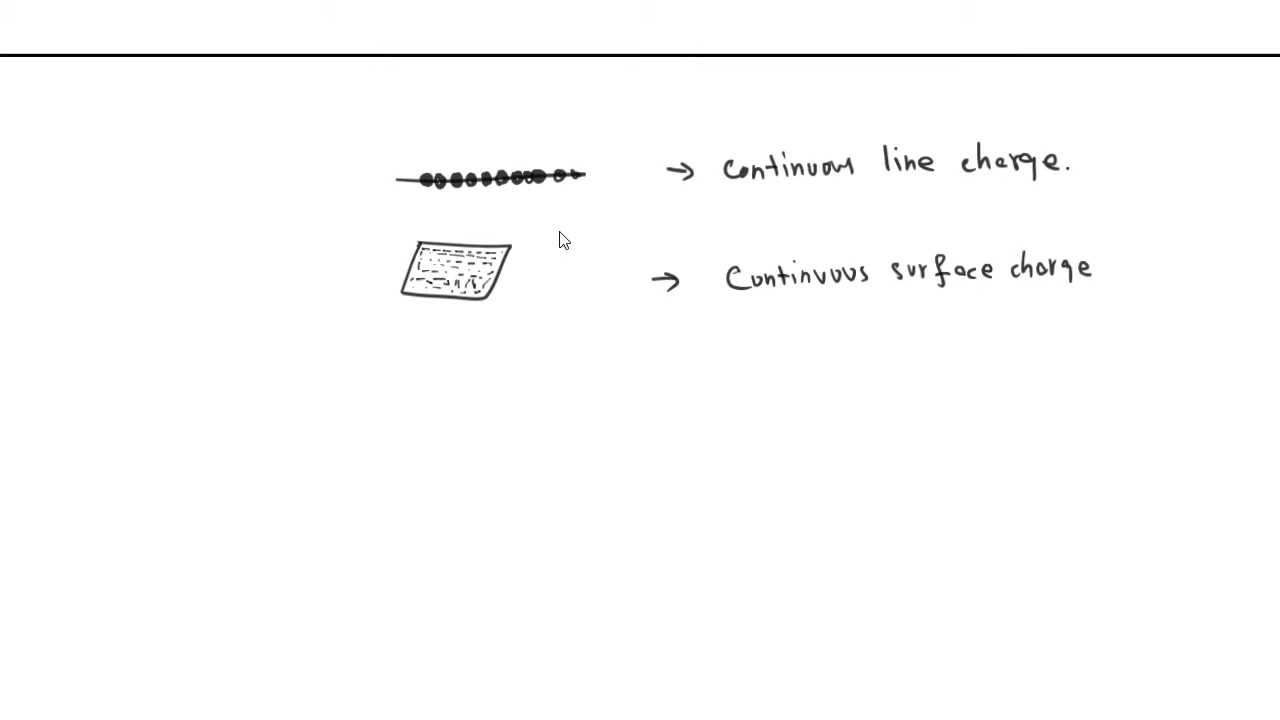 → Continuous line charge.
→ Continuous surface charge